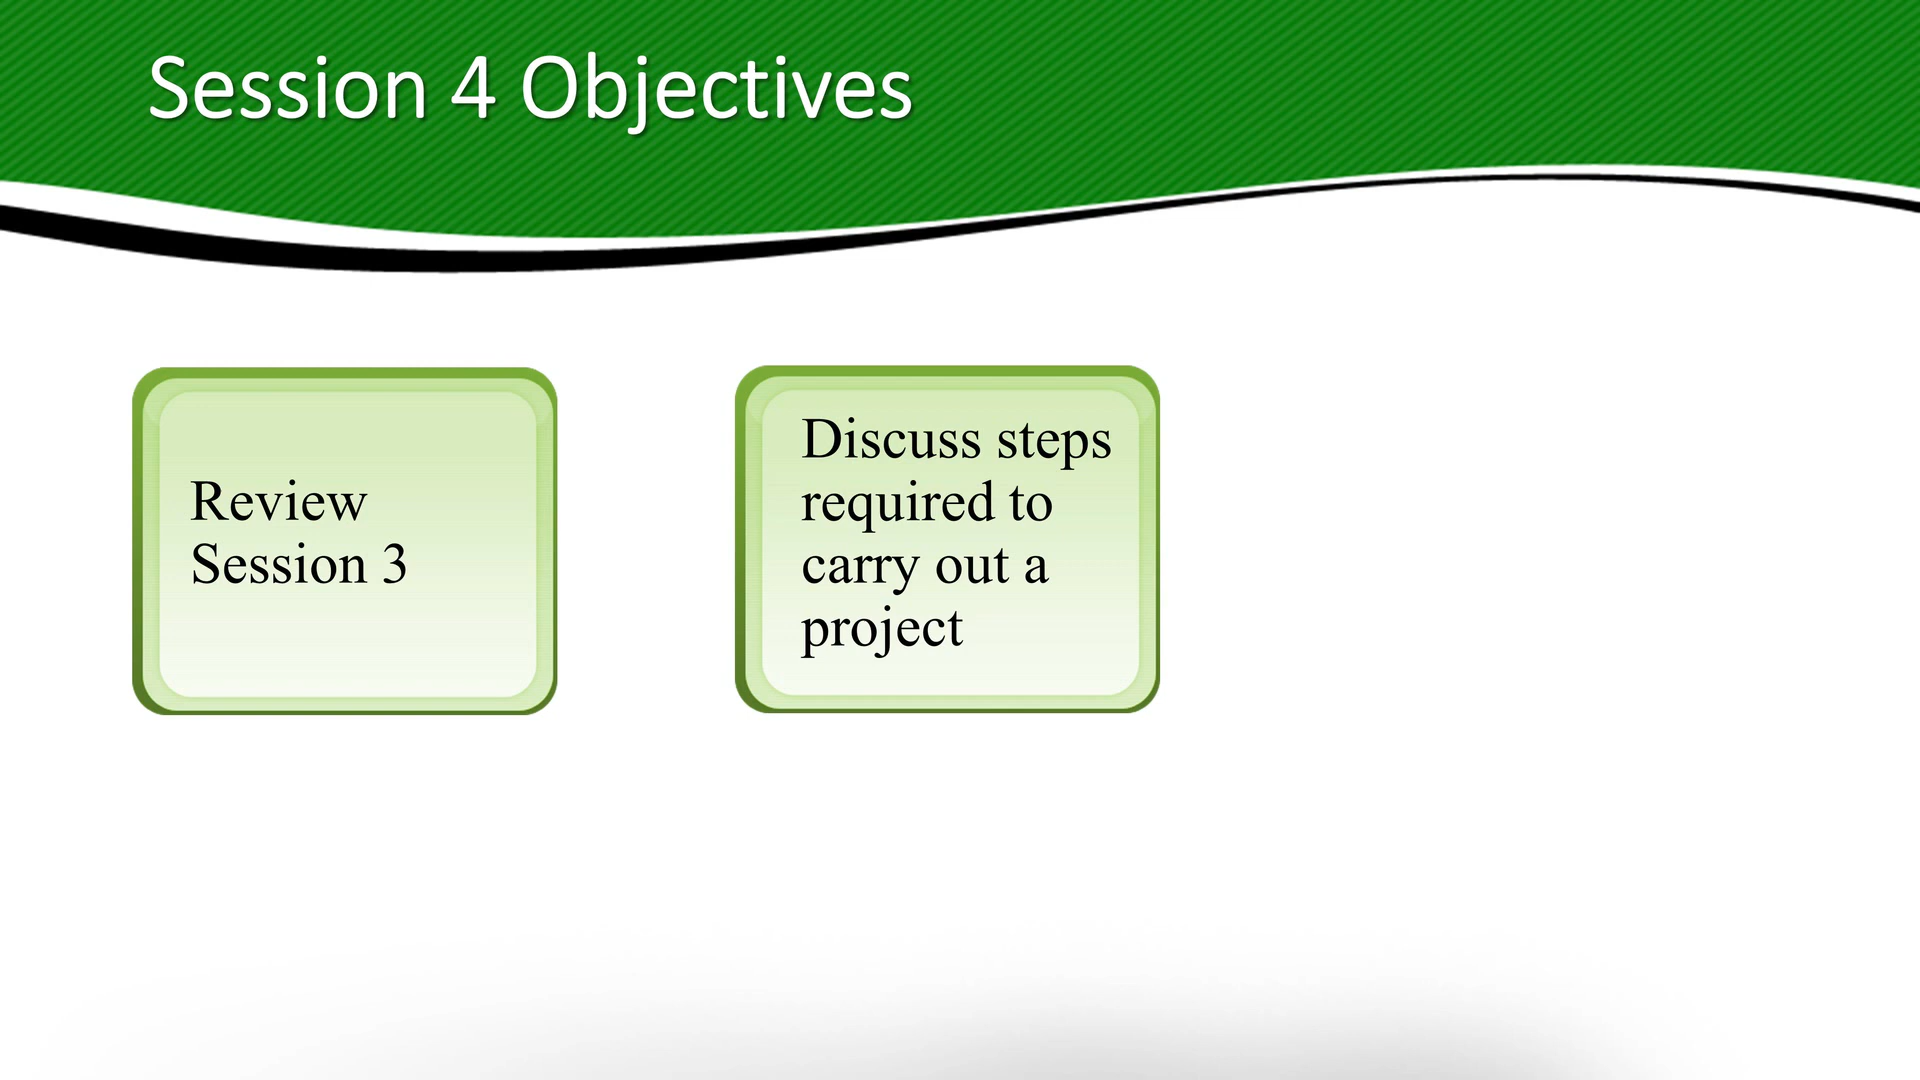 Session 4 Objectives
Review
Session 3
Discuss steps
required to
carry out a
project